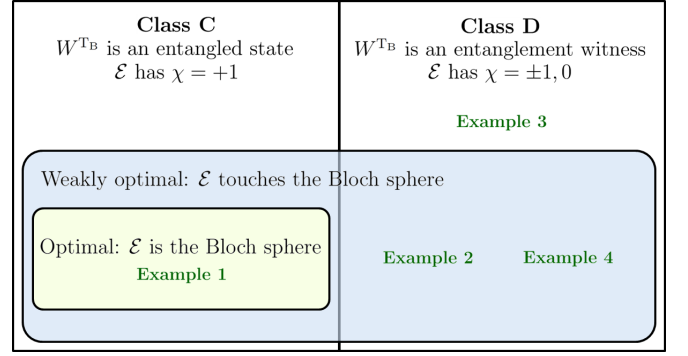 Class C
W^{T_B} is an entangled state
ℰ has χ = +1
Class D
W^{T_B} is an entanglement witness
ℰ has χ = ±1, 0
Example 3
Weakly optimal: ℰ touches the Bloch sphere
Optimal: ℰ is the Bloch sphere
Example 1
Example 2
Example 4